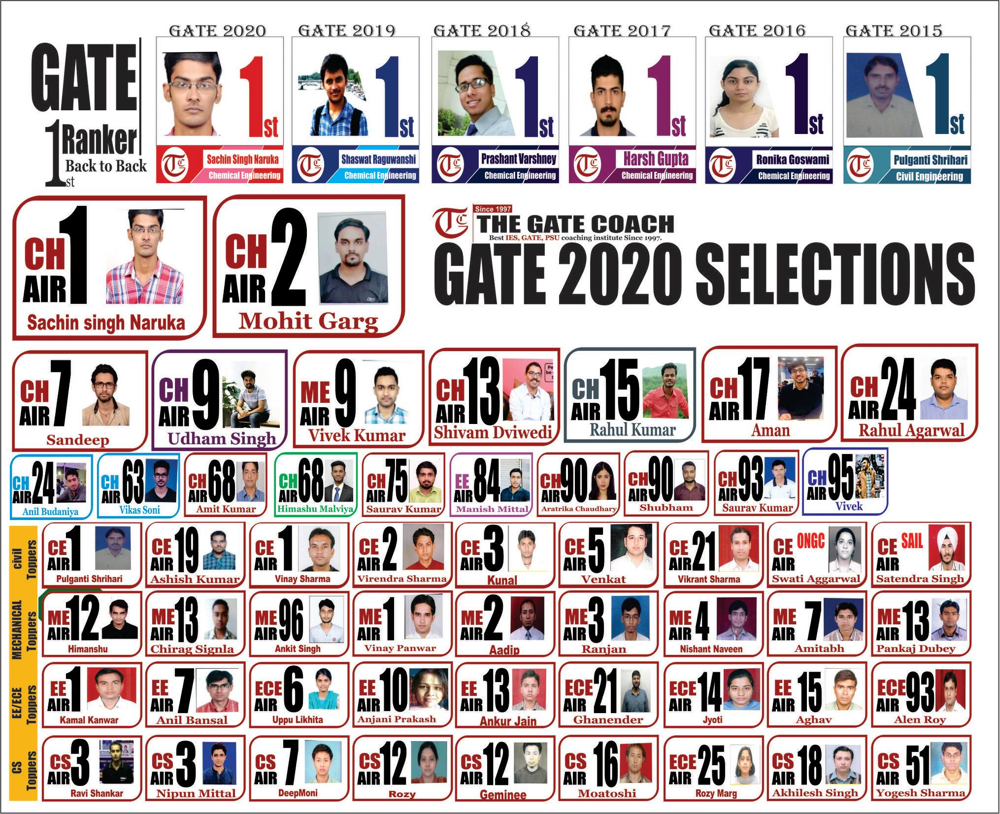 GATE 2020
GATE 2019
GATE 2018
GATE 2017
GATE 2016
GATE 2015
GATE
1st Ranker
Back to Back
1st
Tc
Sachin Singh Naruka
Chemical Engineering
1st
Tc
Shaswat Raguwanshi
Chemical Engineering
1st
Tc
Prashant Varshney
Chemical Engineering
1st
Tc
Harsh Gupta
Chemical Engineering
1st
Tc
Ronika Goswami
Chemical Engineering
1st
Tc
Pulganti Shrihari
Civil Engineering
CH
AIR 1
Sachin singh Naruka
CH
AIR 2
Mohit Garg
Tc
Since 1997
THE GATE COACH
Best IES, GATE, PSU coaching institute Since 1997.
GATE 2020 SELECTIONS
CH
AIR 7
Sandeep
CH
AIR 9
Udham Singh
ME
AIR 9
Vivek Kumar
CH
AIR 13
Shivam Dviwedi
CH
AIR 15
Rahul Kumar
CH
AIR 17
Aman
CH
AIR 24
Rahul Agarwal
CH
AIR 24
Anil Budaniya
CH
AIR 63
Vikas Soni
CH
AIR 68
Amit Kumar
CH
AIR 68
Himashu Malviya
CH
AIR 75
Saurav Kumar
EE
AIR 84
Manish Mittal
CH
AIR 90
Aratrika Chaudhary
CH
AIR 90
Shubham
CH
AIR 93
Saurav Kumar
CH
AIR 95
Vivek
civil
Toppers
CE
AIR 1
Pulganti Shrihari
CE
AIR 19
Ashish Kumar
CE
AIR 1
Vinay Sharma
CE
AIR 2
Virendra Sharma
CE
AIR 3
Kunal
CE
AIR 5
Venkat
CE
AIR 21
Vikrant Sharma
CE ONGC
AIR
Swati Aggarwal
CE SAIL
AIR
Satendra Singh
MECHANICAL
Toppers
ME
AIR 12
Himanshu
ME
AIR 13
Chirag Signla
ME
AIR 96
Ankit Singh
ME
AIR 1
Vinay Panwar
ME
AIR 2
Aadip
ME
AIR 3
Ranjan
ME
AIR 4
Nishant Naveen
ME
AIR 7
Amitabh
ME
AIR 13
Pankaj Dubey
EE/ECE
Toppers
EE
AIR 1
Kamal Kanwar
EE
AIR 7
Anil Bansal
ECE
AIR 6
Uppu Likhita
EE
AIR 10
Anjani Prakash
EE
AIR 13
Ankur Jain
ECE
AIR 21
Ghanender
ECE
AIR 14
Jyoti
EE
AIR 15
Aghav
ECE
AIR 93
Alen Roy
CS
Toppers
CS
AIR 3
Ravi Shankar
CS
AIR 3
Nipun Mittal
CS
AIR 7
DeepMoni
CS
AIR 12
Rozy
CS
AIR 12
Geminee
CS
AIR 16
Moatoshi
ECE
AIR 25
Rozy Marg
CS
AIR 18
Akhilesh Singh
CS
AIR 51
Yogesh Sharma